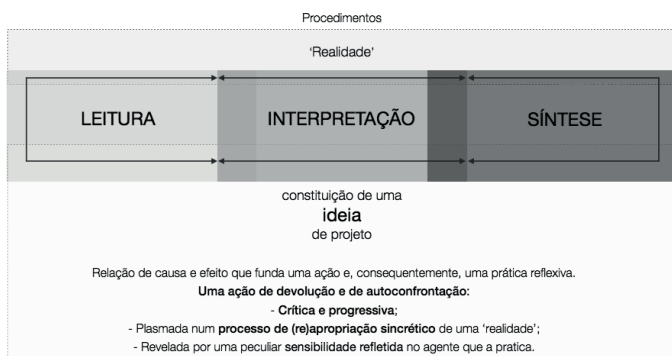 Procedimentos
'Realidade'
LEITURA INTERPRETAÇÃO SÍNTESE
constituição de uma
ideia
de projeto
Relação de causa e efeito que funda uma ação e, consequentemente, uma prática reflexiva.
Uma ação de devolução e de autoconfrontação:
- Crítica e progressiva;
- Plasmada num processo de (re)apropriação sincrético de uma 'realidade';
- Revelada por uma peculiar sensibilidade refletida no agente que a pratica.